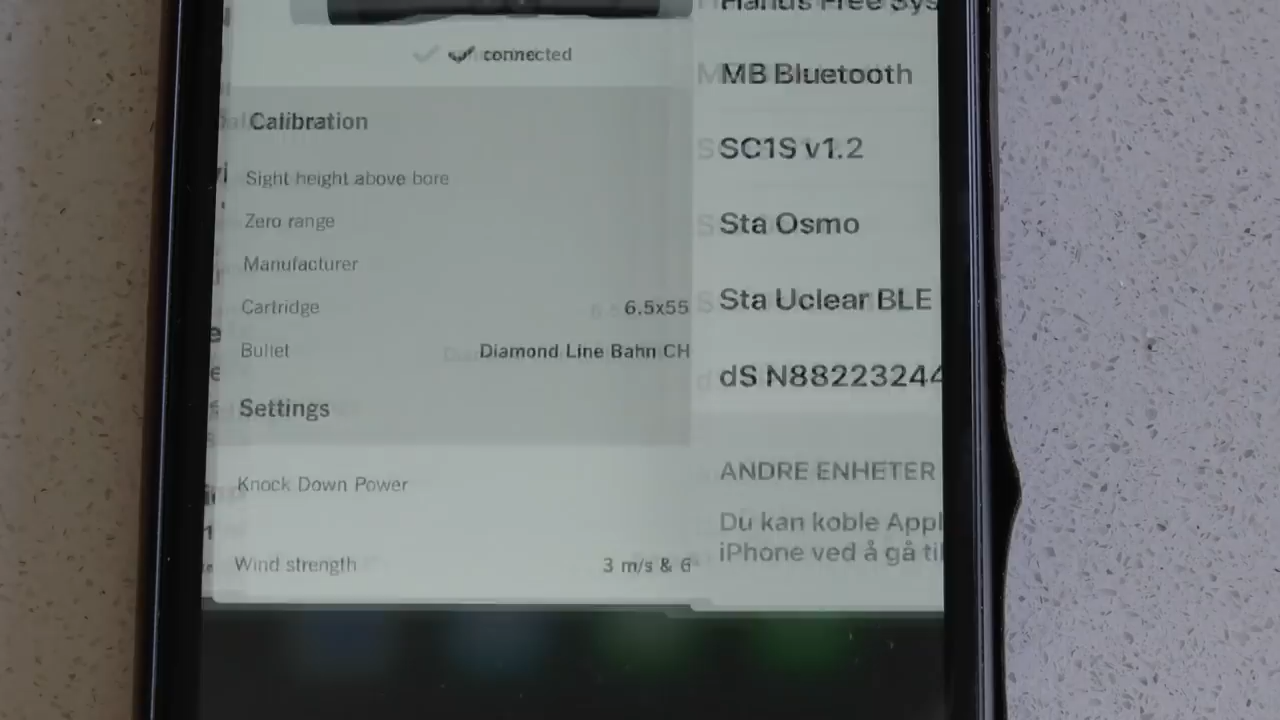 connected
Calibration
Sight height above bore
Zero range
Manufacturer
Cartridge 6.5x55
Bullet Diamond Line Bahn CH
Settings
Knock Down Power
Wind strength 3 m/s & 6
Hands Free Sys
MB Bluetooth
SC1S v1.2
Sta Osmo
Sta Uclear BLE
dS N88223244
ANDRE ENHETER
Du kan koble Appl
iPhone ved å gå til